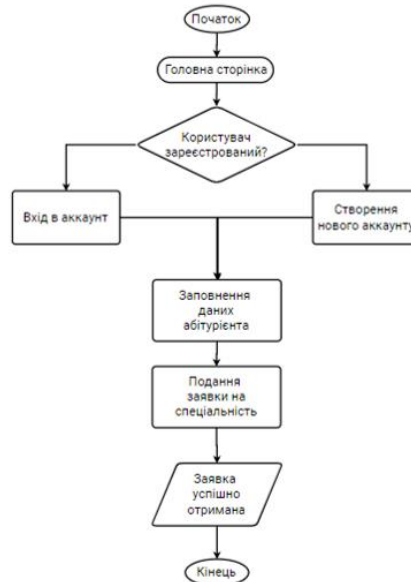 Початок
Головна сторінка
Користувач
зареєстрований?
Вхід в аккаунт
Створення
нового аккаунту
Заповнення
даних
абітурієнта
Подання
заявки на
спеціальність
Заявка
успішно
отримана
Кінець